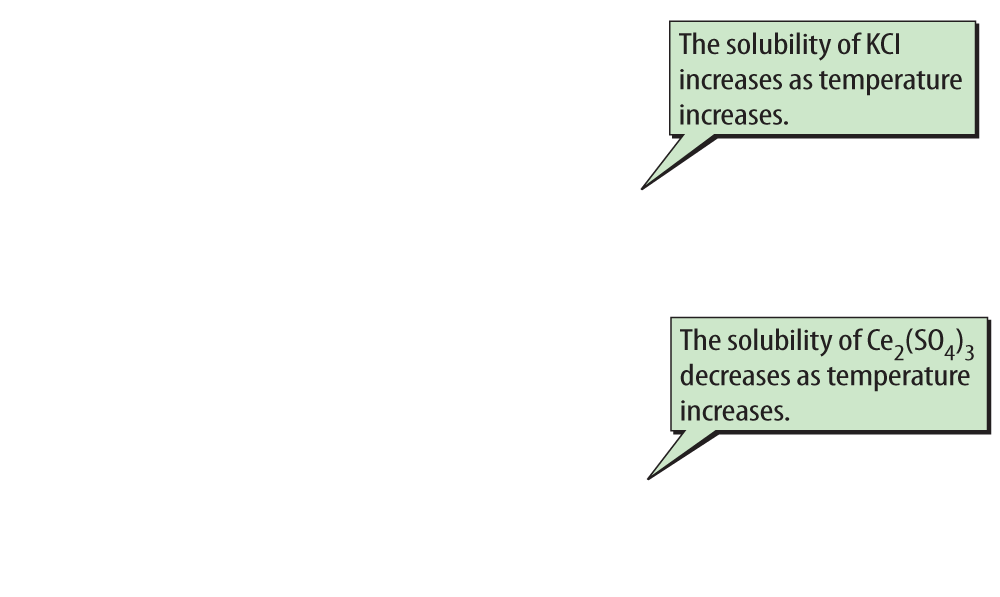 The solubility of KCl
increases as temperature
increases.
The solubility of Ce₂(SO₄)₃
decreases as temperature
increases.